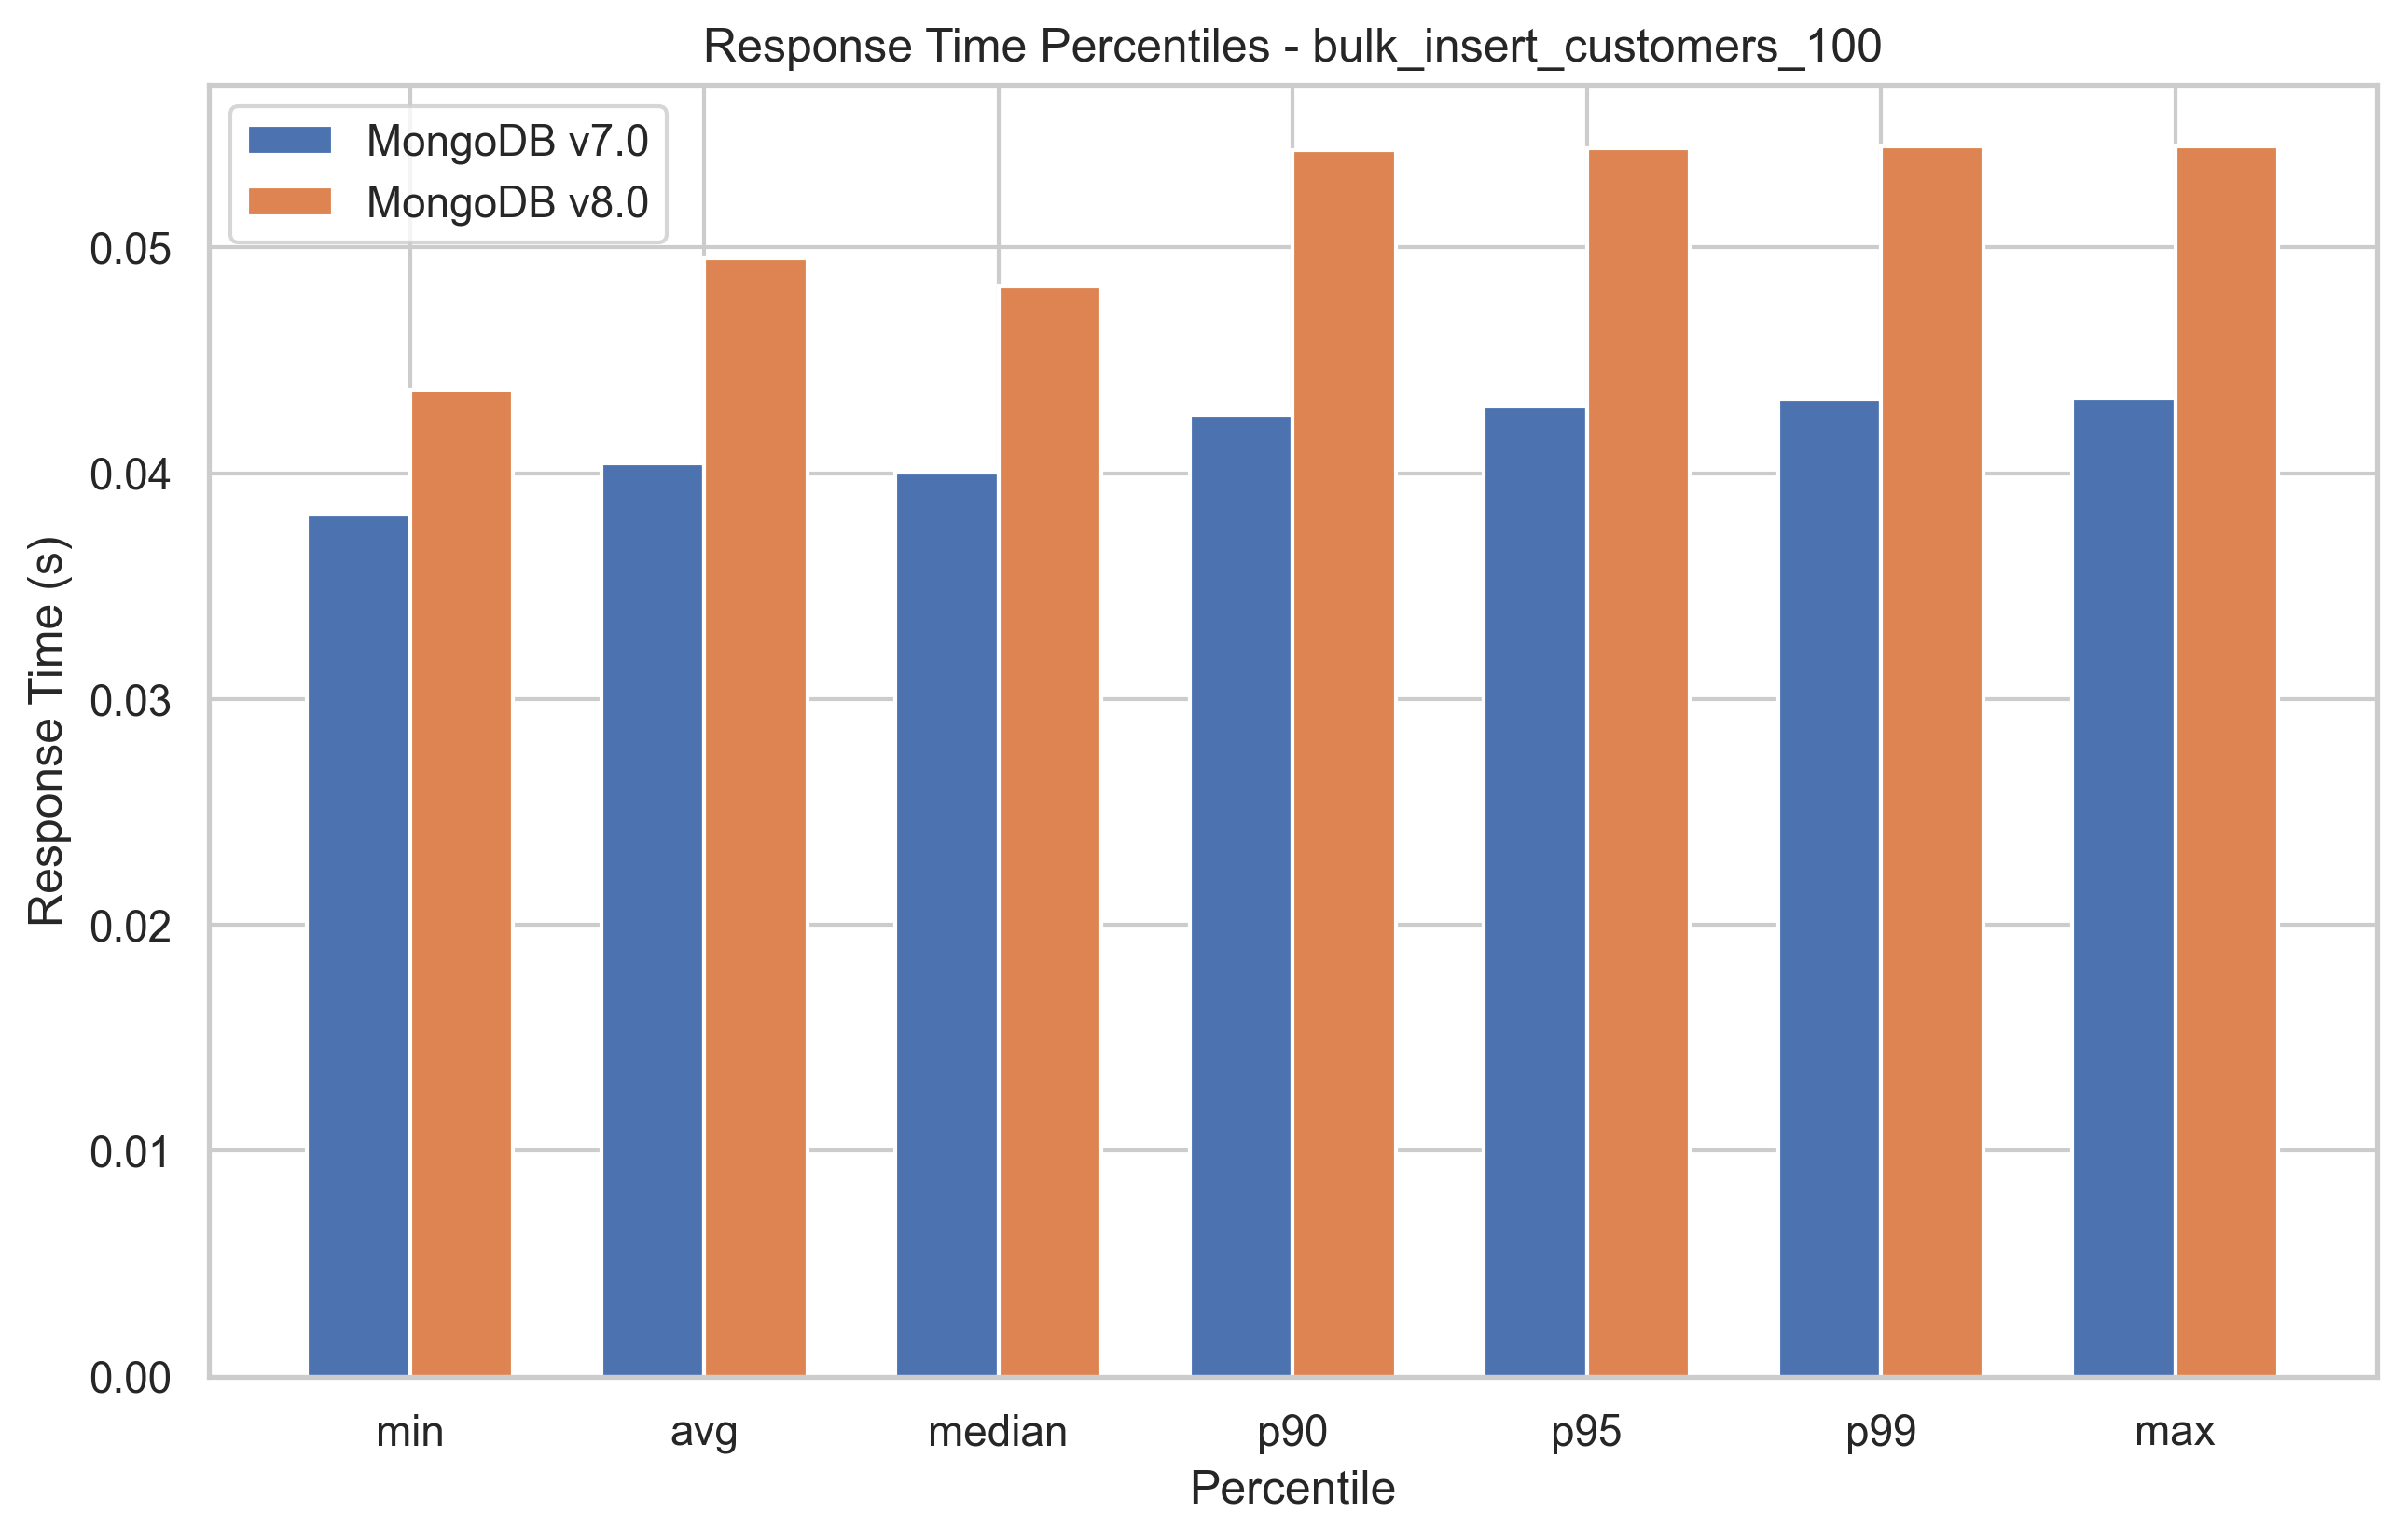 Response Time Percentiles - bulk_insert_customers_100
MongoDB v7.0
MongoDB v8.0
Response Time (s)
0.05
0.04
0.03
0.02
0.01
0.00
min avg median p90 p95 p99 max
Percentile